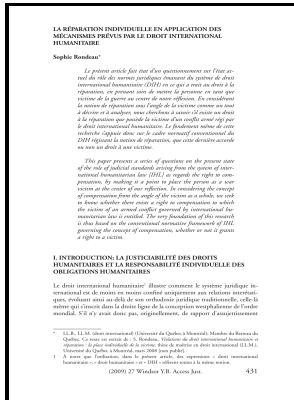 LA RÉPARATION INDIVIDUELLE EN APPLICATION DES
MÉCANISMES PRÉVUS PAR LE DROIT INTERNATIONAL
HUMANITAIRE
Sophie Rondeau*
Le présent article fait état d'un questionnement sur l'état ac-
tuel du rôle des normes juridiques émanant du système de droit
international humanitaire (DIH) en ce qui a trait au droit à la
réparation, en prenant soin de mettre la personne en tant que
victime de la guerre au centre de notre réflexion. En considérant
la notion de réparation de l'angle de la victime comme un tout
à décrire et à analyser, nous cherchons à savoir s'il existe un droit
à la réparation que possède la victime d'un conflit armé régi par
le droit international humanitaire. Le fondement même de cette
recherche s'appuie donc sur le cadre normatif conventionnel du
DIH régissant la notion de réparation, que cette dernière accorde
ou non un droit à une victime.
This paper presents a series of questions on the present state
of the role of judicial standards arising from the system of inter-
national humanitarian law [IHL] as regards the right to com-
pensation, by making it a point to place the person as a war
victim at the center of our reflection. In considering the concept
of compensation from the angle of the victim as a whole, we seek
to know whether there exists a right to compensation to which
the victim of an armed conflict governed by international hu-
manitarian law is entitled. The very foundation of this research
is thus based on the conventional normative framework of IHL
governing the concept of compensation, whether or not it grants
a right to a victim.
I. INTRODUCTION: LA JUSTICIABILITÉ DES DROITS
HUMANITAIRES ET LA RESPONSABILITÉ INDIVIDUELLE DES
OBLIGATIONS HUMANITAIRES
Le droit international humanitaire¹ illustre comment le système juridique in-
ternational est de moins en moins confiné uniquement aux relations interétati-
ques, évoluant ainsi au-delà de son orthodoxie juridique traditionnelle, celle-là
même qui s'inscrit dans la droite ligne de la conception westphalienne de l'ordre
mondial. S'il n'y avait donc pas, originellement, de rapport d'assujettissement
* LL.B., LL.M. (droit international) (Université du Québec à Montréal). Membre du Barreau du
Québec. Ce texte est extrait de : S. Rondeau, Violations du droit international humanitaire et
réparation : la place individuelle de la victime, thèse de maîtrise en droit international (LL.M.),
Université du Québec à Montréal, mars 2008 [non publié].
1 À noter que l'utilisation, dans le présent article, des expressions « droit international
humanitaire », « droit humanitaire » et « DIH » réfèrent toutes à la même notion.
(2009) 27 Windsor Y.B. Access Just. 431